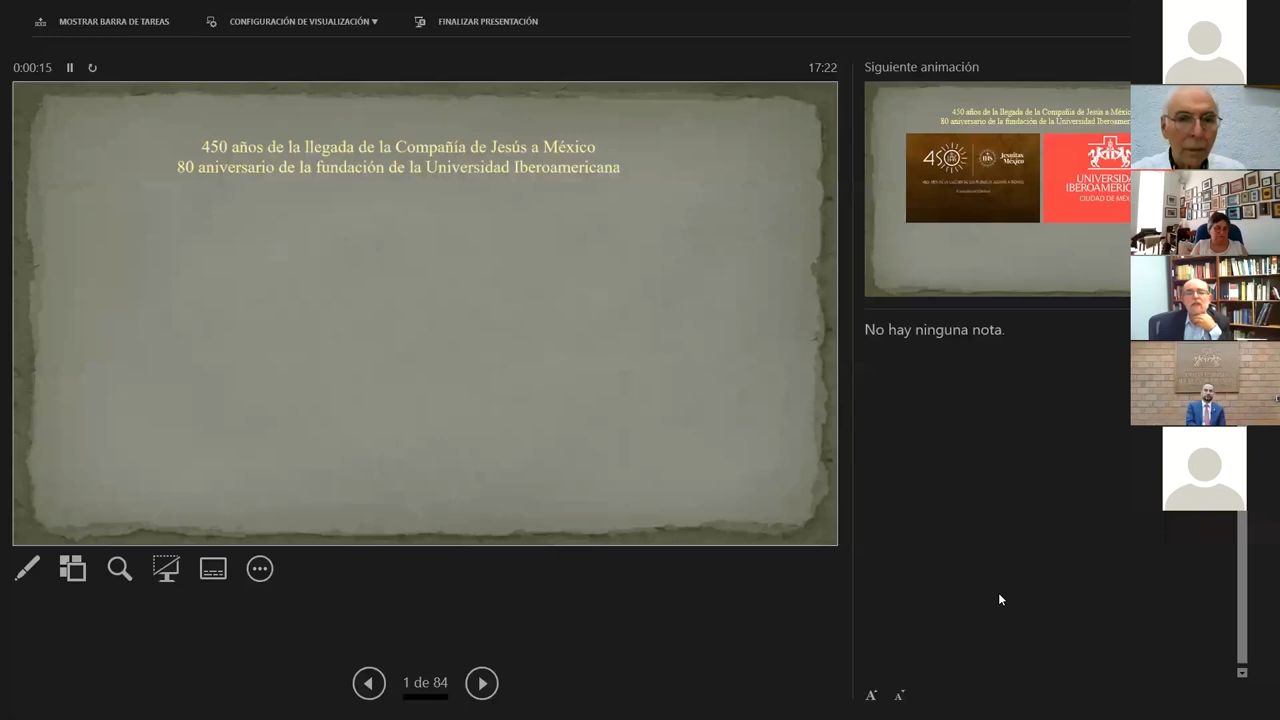 MOSTRAR BARRA DE TAREAS
CONFIGURACIÓN DE VISUALIZACIÓN ▼
FINALIZAR PRESENTACIÓN
0:00:15
17:22
450 años de la llegada de la Compañía de Jesús a México
80 aniversario de la fundación de la Universidad Iberoamericana
1 de 84
Siguiente animación
450 años de la llegada de la Compañía de Jesús a Méxi
80 aniversario de la fundación de la Universidad Iberoamer
450
IHS
Jesuitas
México
UNIVERSIDA
IBEROAMERIC
CIUDAD DE MÉX
No hay ninguna nota.
A
A